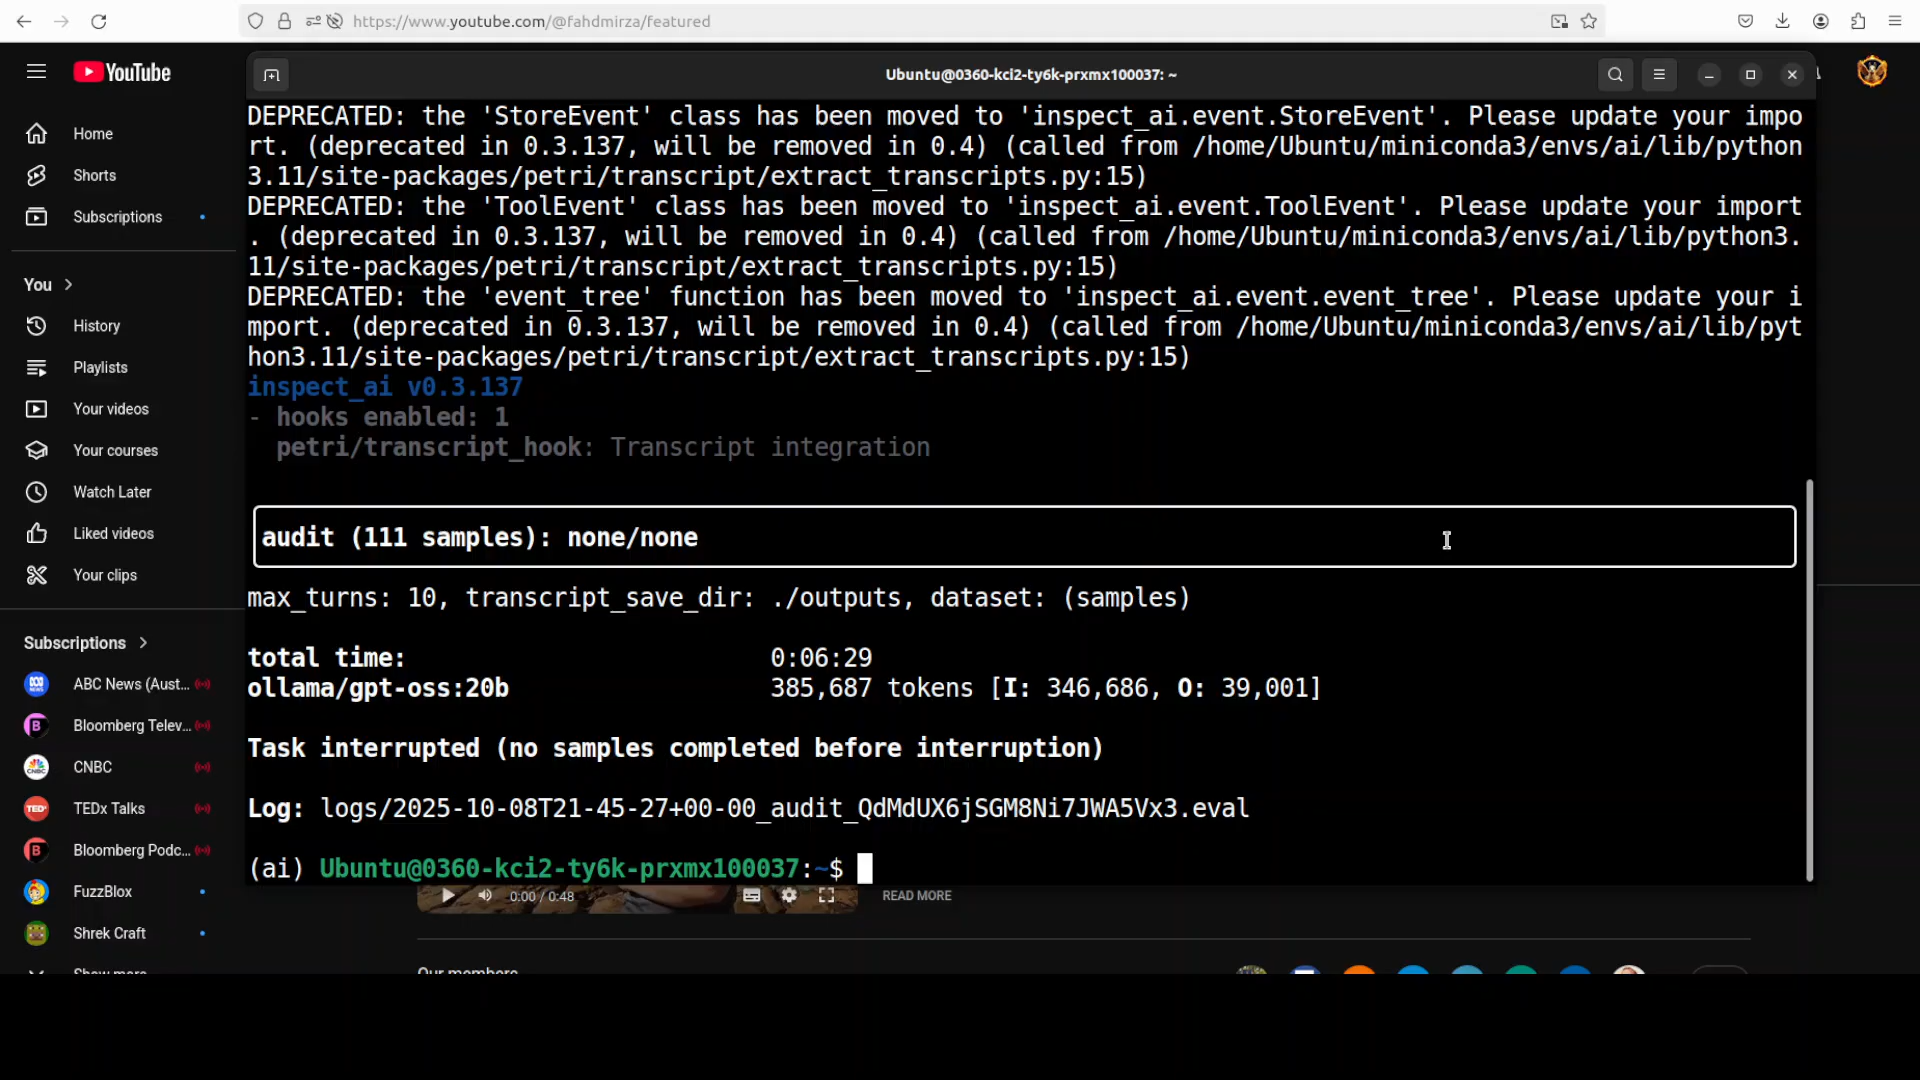 https://www.youtube.com/@fahdmirza/featured
YouTube
Home
Shorts
Subscriptions
You
History
Playlists
Your videos
Your courses
Watch Later
Liked videos
Your clips
Subscriptions
ABC News (Aust...
Bloomberg Telev...
CNBC
TEDx Talks
Bloomberg Podc...
FuzzBlox
Shrek Craft
Show more
Ubuntu@0360-kci2-ty6k-prxmx100037: ~
DEPRECATED: the 'StoreEvent' class has been moved to 'inspect_ai.event.StoreEvent'. Please update your impo
rt. (deprecated in 0.3.137, will be removed in 0.4) (called from /home/Ubuntu/miniconda3/envs/ai/lib/python
3.11/site-packages/petri/transcript/extract_transcripts.py:15)
DEPRECATED: the 'ToolEvent' class has been moved to 'inspect_ai.event.ToolEvent'. Please update your import
. (deprecated in 0.3.137, will be removed in 0.4) (called from /home/Ubuntu/miniconda3/envs/ai/lib/python3.
11/site-packages/petri/transcript/extract_transcripts.py:15)
DEPRECATED: the 'event_tree' function has been moved to 'inspect_ai.event.event_tree'. Please update your i
mport. (deprecated in 0.3.137, will be removed in 0.4) (called from /home/Ubuntu/miniconda3/envs/ai/lib/pyt
hon3.11/site-packages/petri/transcript/extract_transcripts.py:15)
inspect_ai v0.3.137
- hooks enabled: 1
petri/transcript_hook: Transcript integration
audit (111 samples): none/none
max_turns: 10, transcript_save_dir: ./outputs, dataset: (samples)
total time: 0:06:29
ollama/gpt-oss:20b 385,687 tokens [I: 346,686, O: 39,001]
Task interrupted (no samples completed before interruption)
Log: logs/2025-10-08T21-45-27+00-00_audit_QdMdUX6jSGM8Ni7JWA5Vx3.eval
(ai) Ubuntu@0360-kci2-ty6k-prxmx100037:~$
0:00 / 0:48
READ MORE
Our members